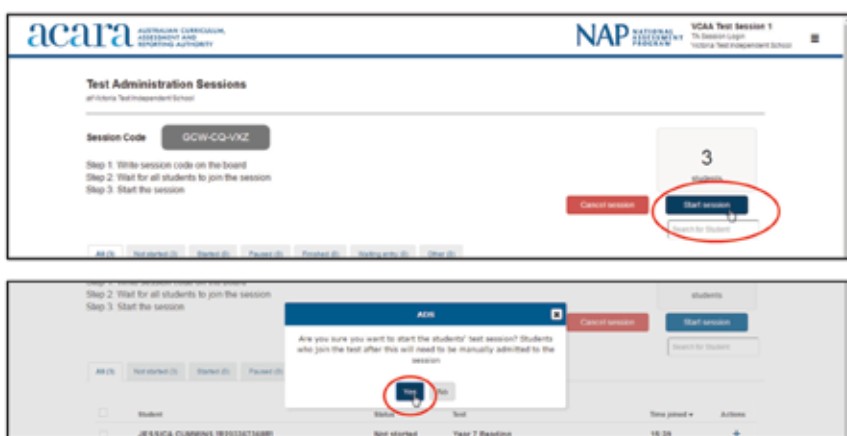 acara AUSTRALIAN CURRICULUM,
ASSESSMENT AND
REPORTING AUTHORITY
NAP NATIONAL
ASSESSMENT
PROGRAM
VCAA Test Session 1
TA Session Login
Victoria Test Independent School
Test Administration Sessions
at Victoria Test Independent School
Session Code GCW-CQ-VXZ
Step 1: Write session code on the board
Step 2: Wait for all students to join the session
Step 3: Start the session
3
students
Cancel session Start session
Search for Student
All (3) Not started (3) Started (0) Paused (0) Finished (0) Waiting entry (0) Other (0)
Step 2: Wait for all students to join the session
Step 3: Start the session
students
Cancel session Start session
Search for Student
ADS
Are you sure you want to start the students' test session? Students
who join the test after this will need to be manually admitted to the
session
Yes No
All (3) Not started (3) Started (0) Paused (0)
Student Status Test Time joined Actions
JESSICA CUMMINS Not started Year 7 Reading